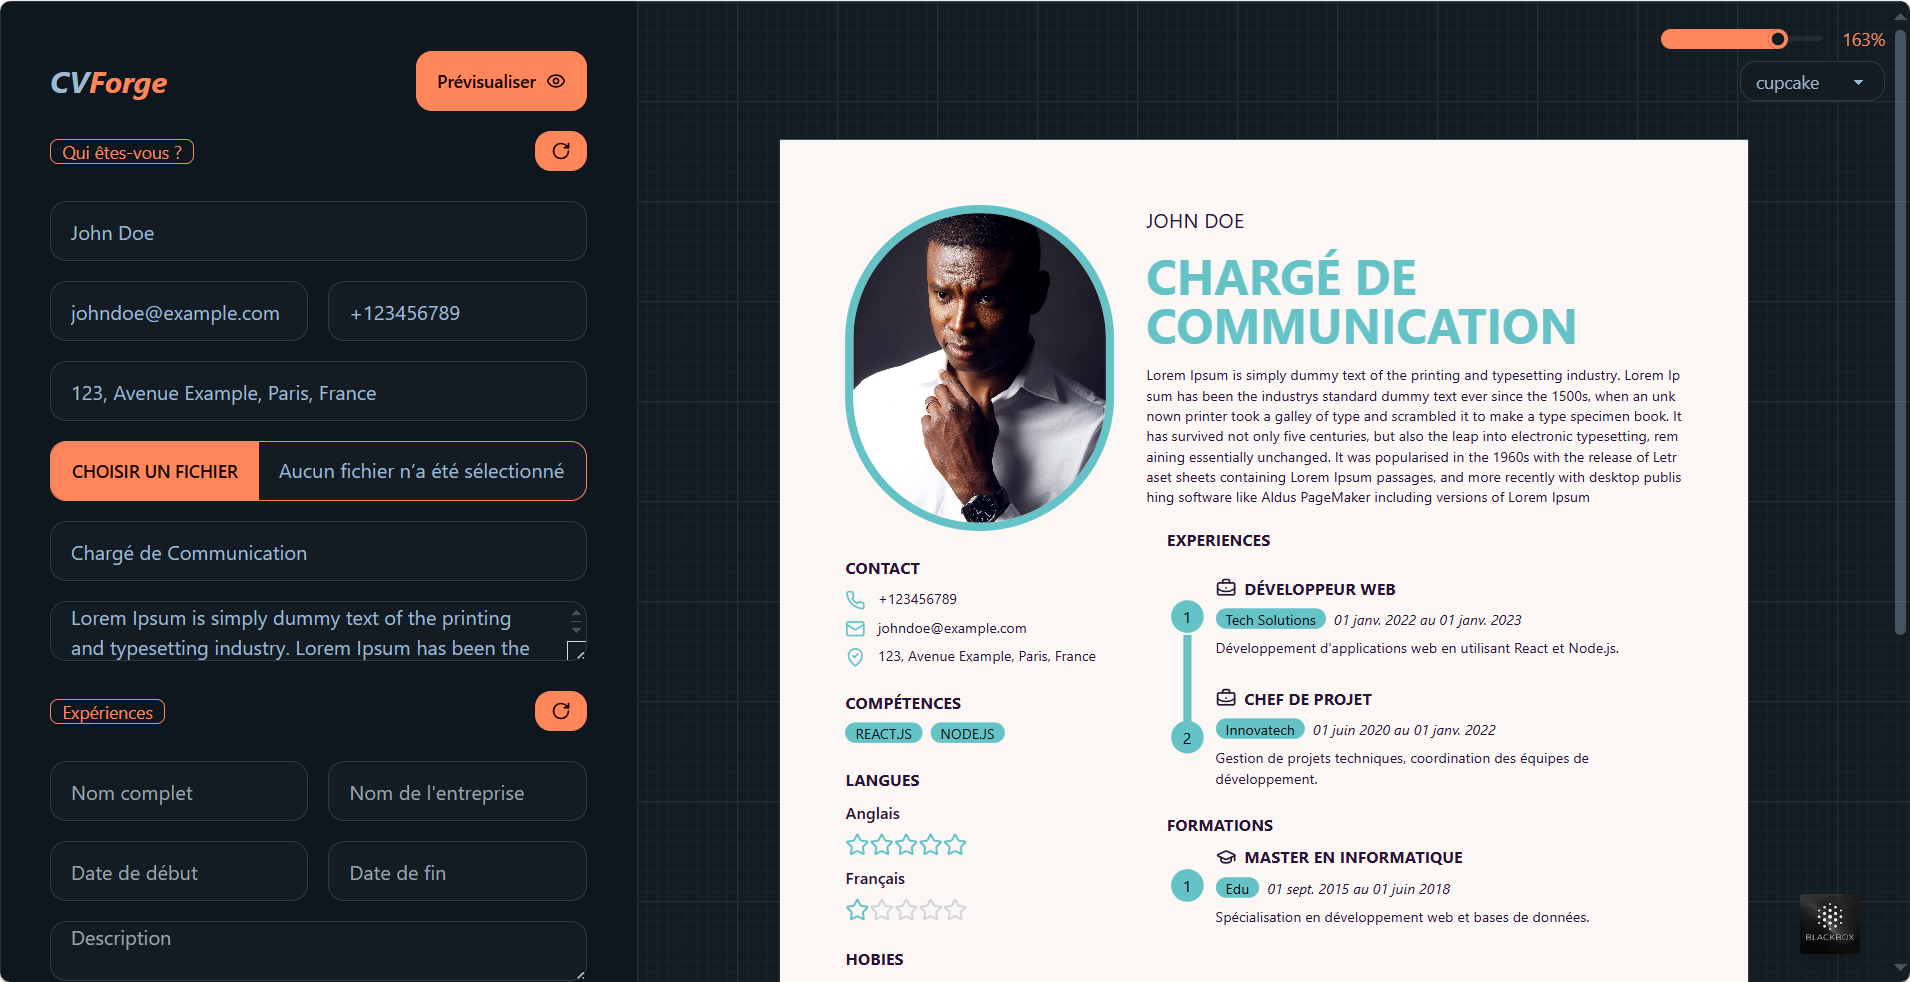 CVForge
Prévisualiser
Qui êtes-vous ?
John Doe
johndoe@example.com
+123456789
123, Avenue Example, Paris, France
CHOISIR UN FICHIER
Aucun fichier n’a été sélectionné
Chargé de Communication
Lorem Ipsum is simply dummy text of the printing
and typesetting industry. Lorem Ipsum has been the
Expériences
Nom complet
Nom de l'entreprise
Date de début
Date de fin
Description
163%
cupcake
JOHN DOE
CHARGÉ DE
COMMUNICATION
Lorem Ipsum is simply dummy text of the printing and typesetting industry. Lorem Ip
sum has been the industrys standard dummy text ever since the 1500s, when an unk
nown printer took a galley of type and scrambled it to make a type specimen book. It
has survived not only five centuries, but also the leap into electronic typesetting, rem
aining essentially unchanged. It was popularised in the 1960s with the release of Letr
aset sheets containing Lorem Ipsum passages, and more recently with desktop publis
hing software like Aldus PageMaker including versions of Lorem Ipsum
CONTACT
+123456789
johndoe@example.com
123, Avenue Example, Paris, France
COMPÉTENCES
REACT.JS
NODE.JS
LANGUES
Anglais
Français
HOBIES
EXPERIENCES
1
DÉVELOPPEUR WEB
Tech Solutions
01 janv. 2022 au 01 janv. 2023
Développement d'applications web en utilisant React et Node.js.
2
CHEF DE PROJET
Innovatech
01 juin 2020 au 01 janv. 2022
Gestion de projets techniques, coordination des équipes de
développement.
FORMATIONS
1
MASTER EN INFORMATIQUE
Edu
01 sept. 2015 au 01 juin 2018
Spécialisation en développement web et bases de données.
BLACKBOX